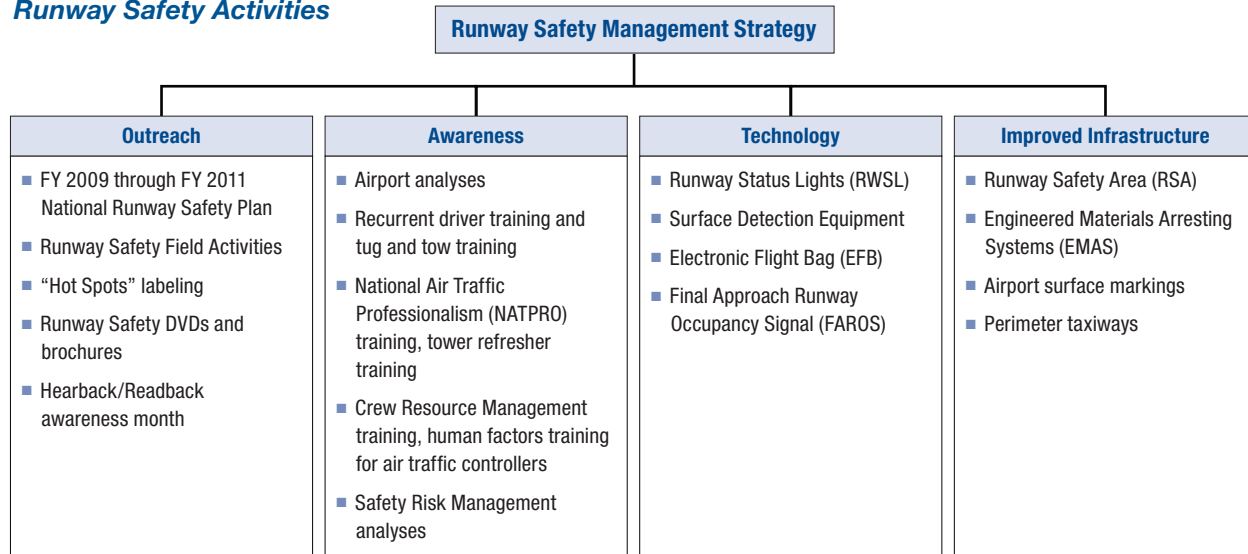 Runway Safety Activities
Runway Safety Management Strategy
Outreach
■ FY 2009 through FY 2011
National Runway Safety Plan
■ Runway Safety Field Activities
■ “Hot Spots” labeling
■ Runway Safety DVDs and
brochures
■ Hearback/Readback
awareness month
Awareness
■ Airport analyses
■ Recurrent driver training and
tug and tow training
■ National Air Traffic
Professionalism (NATPRO)
training, tower refresher
training
■ Crew Resource Management
training, human factors training
for air traffic controllers
■ Safety Risk Management
analyses
Technology
■ Runway Status Lights (RWSL)
■ Surface Detection Equipment
■ Electronic Flight Bag (EFB)
■ Final Approach Runway
Occupancy Signal (FAROS)
Improved Infrastructure
■ Runway Safety Area (RSA)
■ Engineered Materials Arresting
Systems (EMAS)
■ Airport surface markings
■ Perimeter taxiways